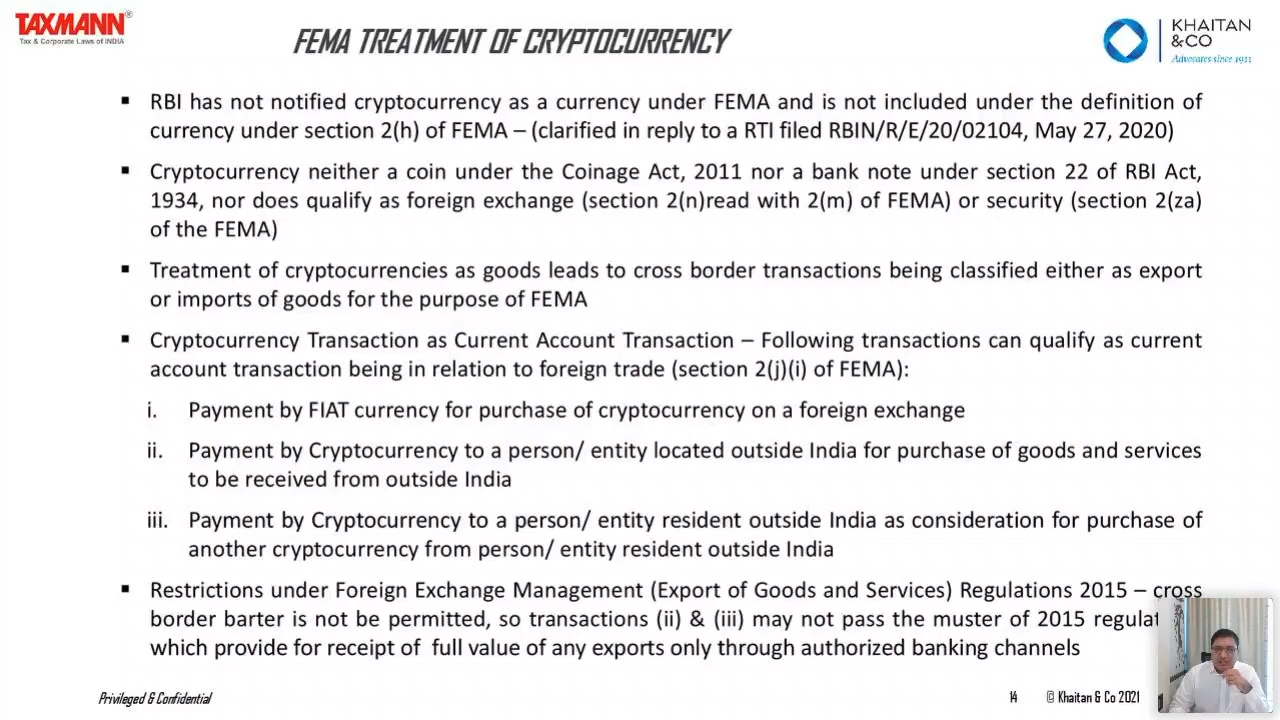 TAXMANN®
Tax & Corporate Laws of INDIA
FEMA TREATMENT OF CRYPTOCURRENCY
KHAITAN
&CO
Advocates since 1911
▪ RBI has not notified cryptocurrency as a currency under FEMA and is not included under the definition of
currency under section 2(h) of FEMA – (clarified in reply to a RTI filed RBIN/R/E/20/02104, May 27, 2020)
▪ Cryptocurrency neither a coin under the Coinage Act, 2011 nor a bank note under section 22 of RBI Act,
1934, nor does qualify as foreign exchange (section 2(n)read with 2(m) of FEMA) or security (section 2(za)
of the FEMA)
▪ Treatment of cryptocurrencies as goods leads to cross border transactions being classified either as export
or imports of goods for the purpose of FEMA
▪ Cryptocurrency Transaction as Current Account Transaction – Following transactions can qualify as current
account transaction being in relation to foreign trade (section 2(j)(i) of FEMA):
i. Payment by FIAT currency for purchase of cryptocurrency on a foreign exchange
ii. Payment by Cryptocurrency to a person/ entity located outside India for purchase of goods and services
to be received from outside India
iii. Payment by Cryptocurrency to a person/ entity resident outside India as consideration for purchase of
another cryptocurrency from person/ entity resident outside India
▪ Restrictions under Foreign Exchange Management (Export of Goods and Services) Regulations 2015 – cross
border barter is not be permitted, so transactions (ii) & (iii) may not pass the muster of 2015
which provide for receipt of full value of any exports only through authorized banking channels
Privileged & Confidential
14
© Khaitan & Co 2021